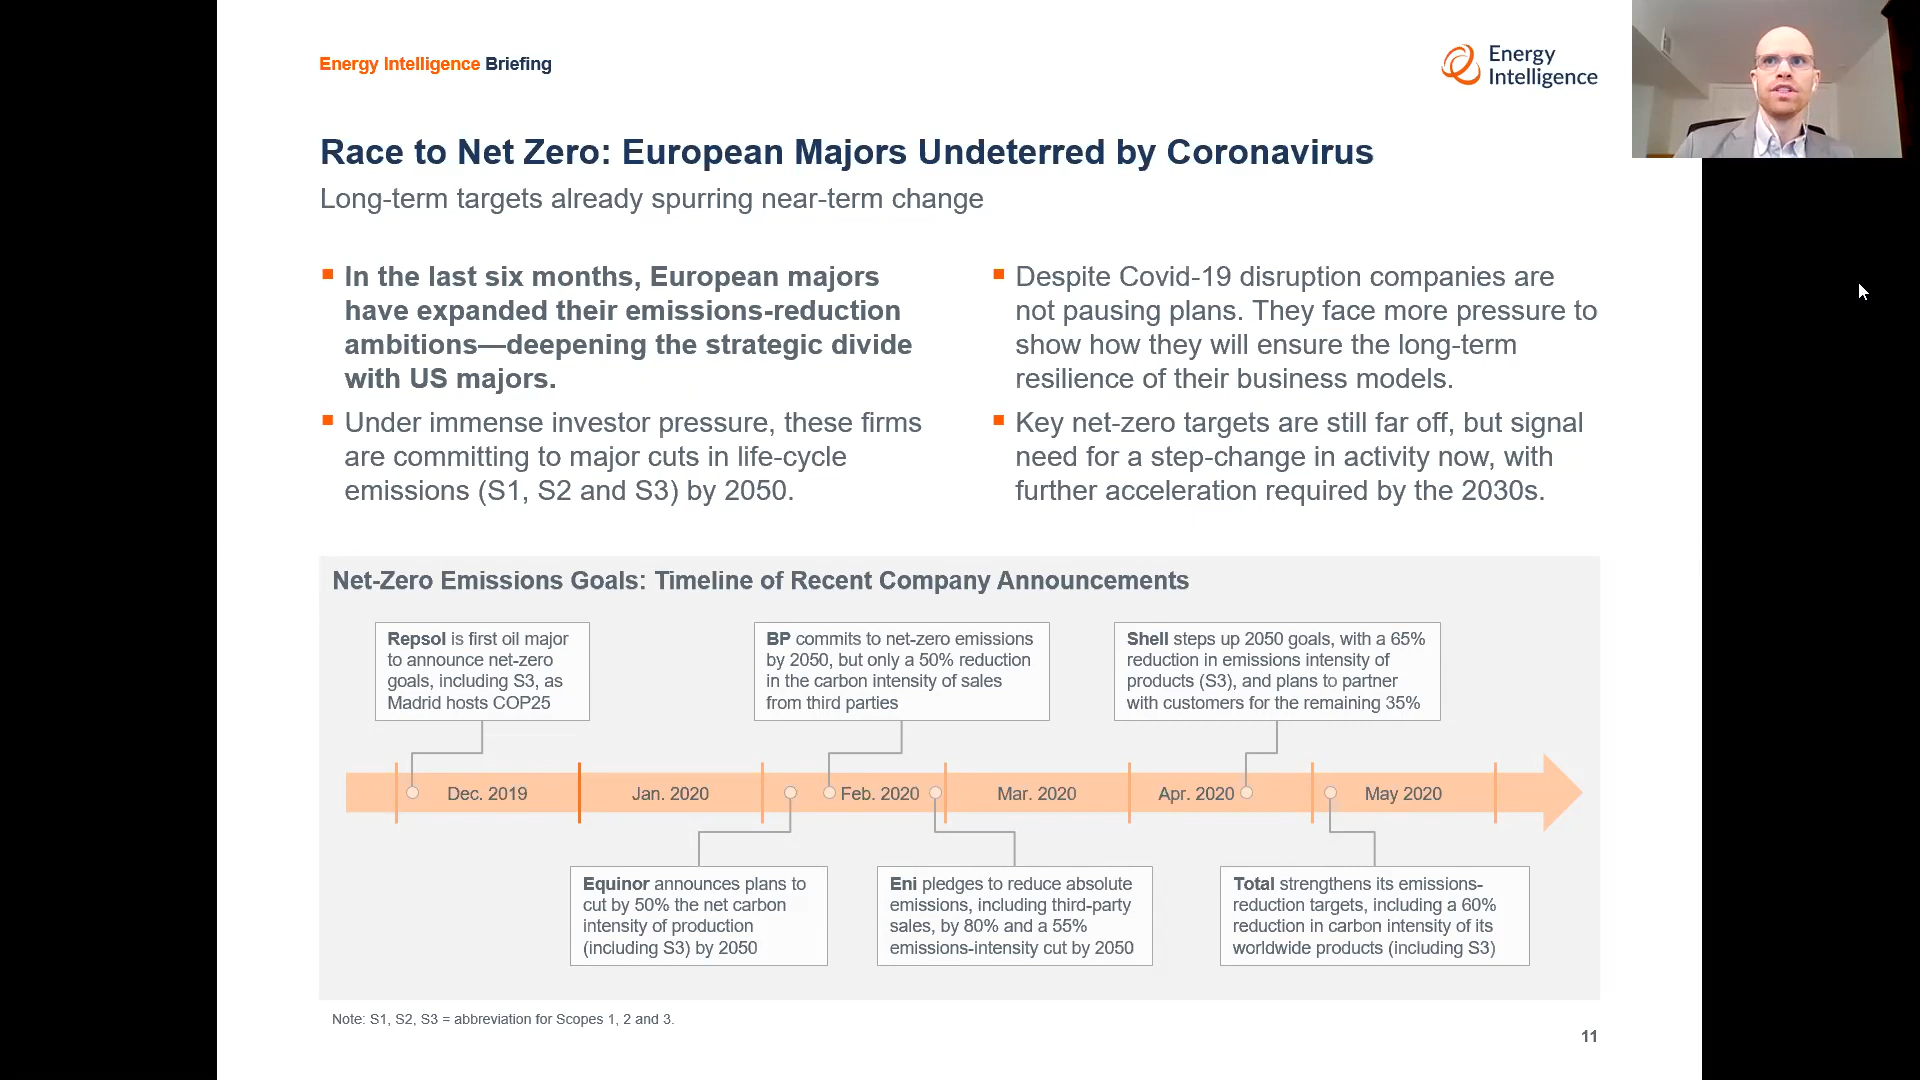 Energy Intelligence Briefing
Energy
Intelligence
Race to Net Zero: European Majors Undeterred by Coronavirus
Long-term targets already spurring near-term change
In the last six months, European majors
have expanded their emissions-reduction
ambitions—deepening the strategic divide
with US majors.
Under immense investor pressure, these firms
are committing to major cuts in life-cycle
emissions (S1, S2 and S3) by 2050.
Despite Covid-19 disruption companies are
not pausing plans. They face more pressure to
show how they will ensure the long-term
resilience of their business models.
Key net-zero targets are still far off, but signal
need for a step-change in activity now, with
further acceleration required by the 2030s.
Net-Zero Emissions Goals: Timeline of Recent Company Announcements
Repsol is first oil major
to announce net-zero
goals, including S3, as
Madrid hosts COP25
BP commits to net-zero emissions
by 2050, but only a 50% reduction
in the carbon intensity of sales
from third parties
Shell steps up 2050 goals, with a 65%
reduction in emissions intensity of
products (S3), and plans to partner
with customers for the remaining 35%
Dec. 2019
Jan. 2020
Feb. 2020
Mar. 2020
Apr. 2020
May 2020
Equinor announces plans to
cut by 50% the net carbon
intensity of production
(including S3) by 2050
Eni pledges to reduce absolute
emissions, including third-party
sales, by 80% and a 55%
emissions-intensity cut by 2050
Total strengthens its emissions-
reduction targets, including a 60%
reduction in carbon intensity of its
worldwide products (including S3)
Note: S1, S2, S3 = abbreviation for Scopes 1, 2 and 3.
11